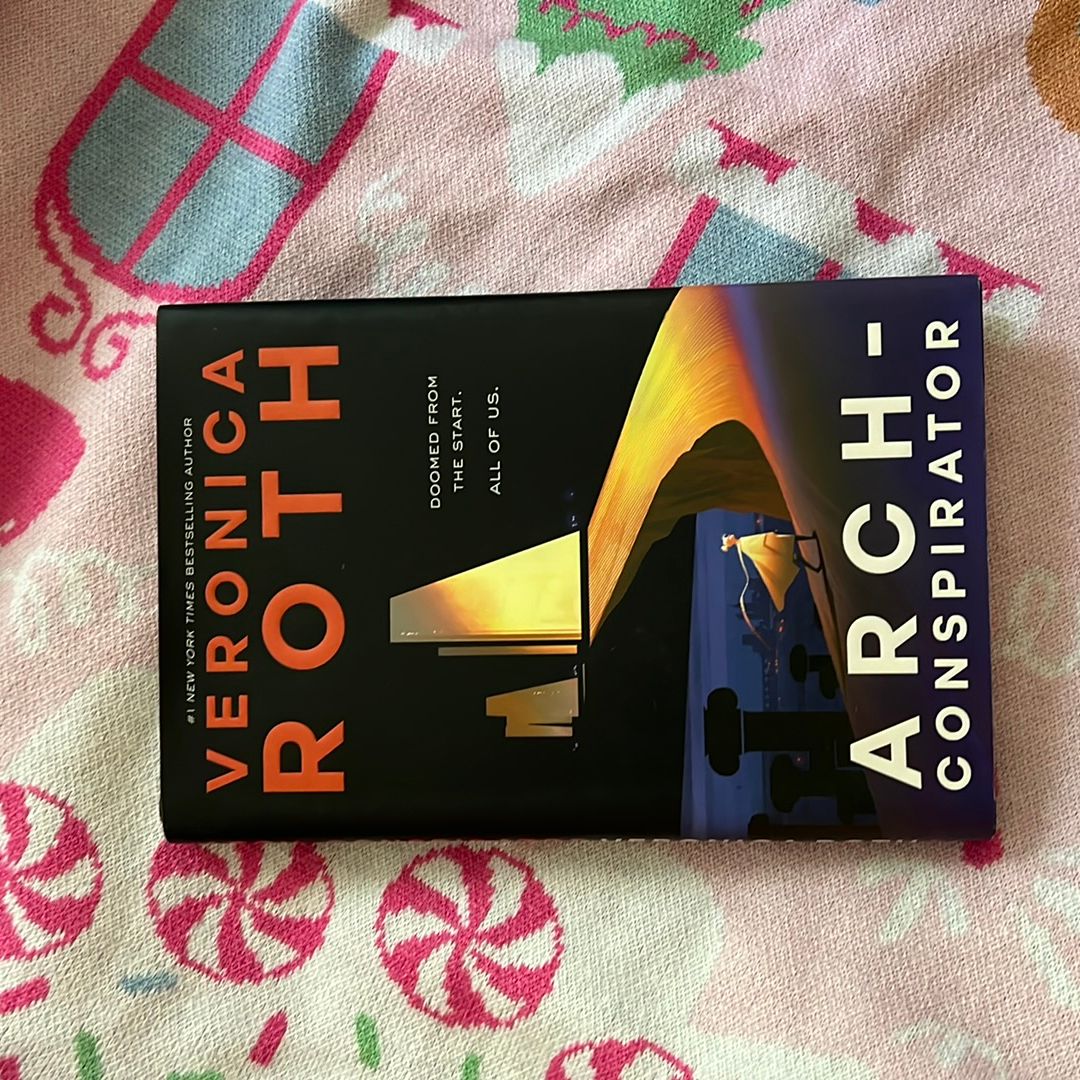 #1 NEW YORK TIMES BESTSELLING AUTHOR
VERONICA
ROTH
DOOMED FROM
THE START.
ALL OF US.
ARCH-
CONSPIRATOR